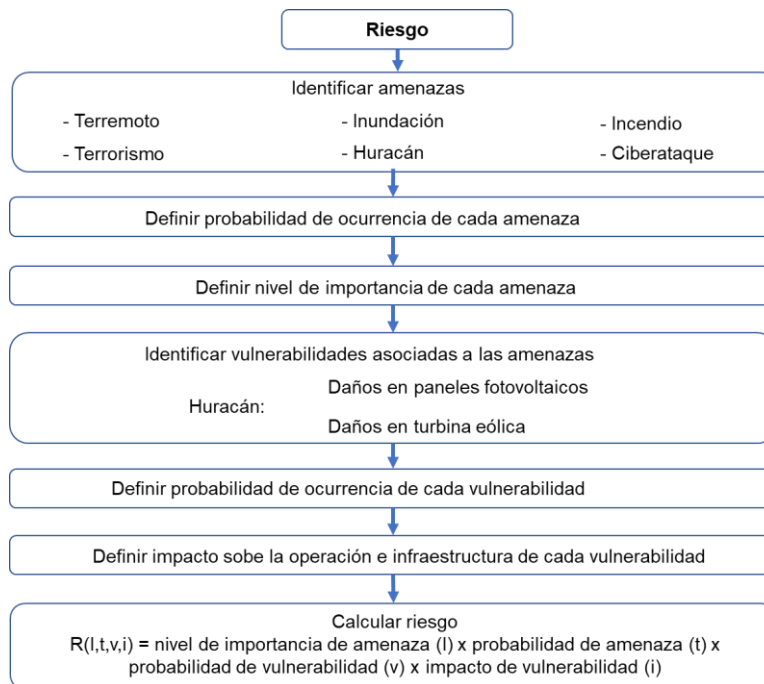 Riesgo
Identificar amenazas
- Terremoto
- Inundación
- Incendio
- Terrorismo
- Huracán
- Ciberataque
Definir probabilidad de ocurrencia de cada amenaza
Definir nivel de importancia de cada amenaza
Identificar vulnerabilidades asociadas a las amenazas
Daños en paneles fotovoltaicos
Huracán:
Daños en turbina eólica
Definir probabilidad de ocurrencia de cada vulnerabilidad
Definir impacto sobe la operación e infraestructura de cada vulnerabilidad
Calcular riesgo
R(l,t,v,i) = nivel de importancia de amenaza (l) x probabilidad de amenaza (t) x
probabilidad de vulnerabilidad (v) x impacto de vulnerabilidad (i)